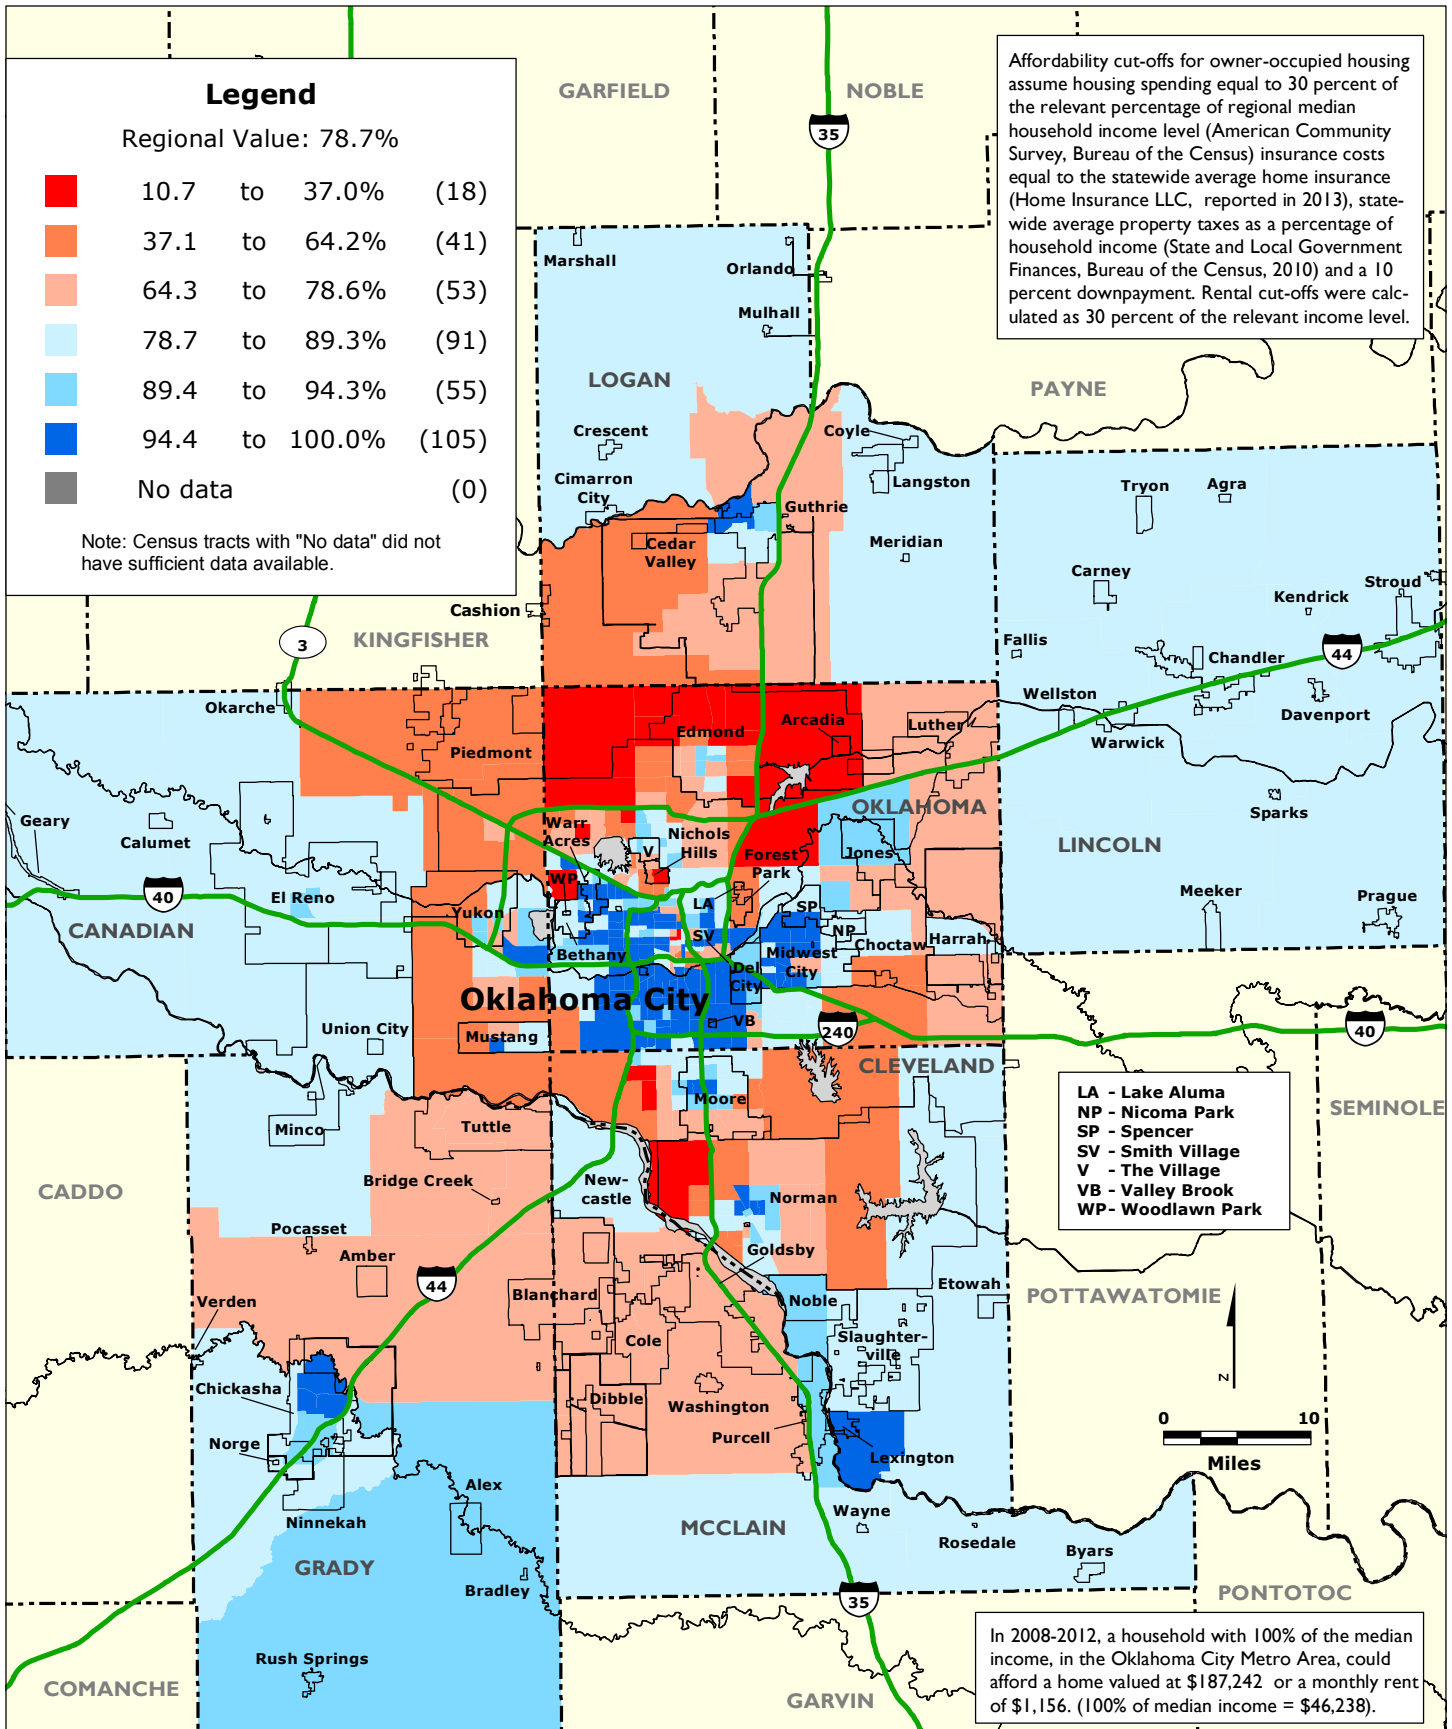 Legend
Regional Value: 78.7%
10.7 to 37.0% (18)
37.1 to 64.2% (41)
64.3 to 78.6% (53)
78.7 to 89.3% (91)
89.4 to 94.3% (55)
94.4 to 100.0% (105)
No data (0)
Note: Census tracts with "No data" did not
have sufficient data available.
Affordability cut-offs for owner-occupied housing
assume housing spending equal to 30 percent of
the relevant percentage of regional median
household income level (American Community
Survey, Bureau of the Census) insurance costs
equal to the statewide average home insurance
(Home Insurance LLC, reported in 2013), state-
wide average property taxes as a percentage of
household income (State and Local Government
Finances, Bureau of the Census, 2010) and a 10
percent downpayment. Rental cut-offs were calc-
ulated as 30 percent of the relevant income level.
GARFIELD
NOBLE
35
Marshall
Orlando
Mulhall
LOGAN
PAYNE
Crescent
Coyle
Cimarron
City
Langston
Tryon
Agra
Guthrie
Cedar
Valley
Meridian
Carney
Stroud
Kendrick
Cashion
KINGFISHER
3
Fallis
44
Chandler
Okarche
Wellston
Davenport
Piedmont
Edmond
Arcadia
Luther
Warwick
OKLAHOMA
Sparks
Geary
Calumet
Warr
Acres
Nichols
Hills
V
LINCOLN
Forest
Park
Jones
WP
40
El Reno
Meeker
Prague
Yukon
LA
SP
CANADIAN
SV
NP
Choctaw
Harrah
Bethany
Midwest
City
Del
City
Oklahoma City
VB
240
40
Union City
Mustang
CLEVELAND
Moore
Minco
Tuttle
LA - Lake Aluma
NP - Nicoma Park
SP - Spencer
SV - Smith Village
V - The Village
VB - Valley Brook
WP- Woodlawn Park
SEMINOLE
CADDO
Bridge Creek
New-
castle
Norman
Pocasset
Amber
Goldsby
44
Etowah
POTTAWATOMIE
Verden
Blanchard
Noble
Cole
Slaughter-
ville
N
Chickasha
Dibble
Washington
0 10
Miles
Norge
Purcell
Lexington
Alex
Ninnekah
MCCLAIN
Wayne
Rosedale
Byars
GRADY
Bradley
35
PONTOTOC
Rush Springs
COMANCHE
GARVIN
In 2008-2012, a household with 100% of the median
income, in the Oklahoma City Metro Area, could
afford a home valued at $187,242 or a monthly rent
of $1,156. (100% of median income = $46,238).